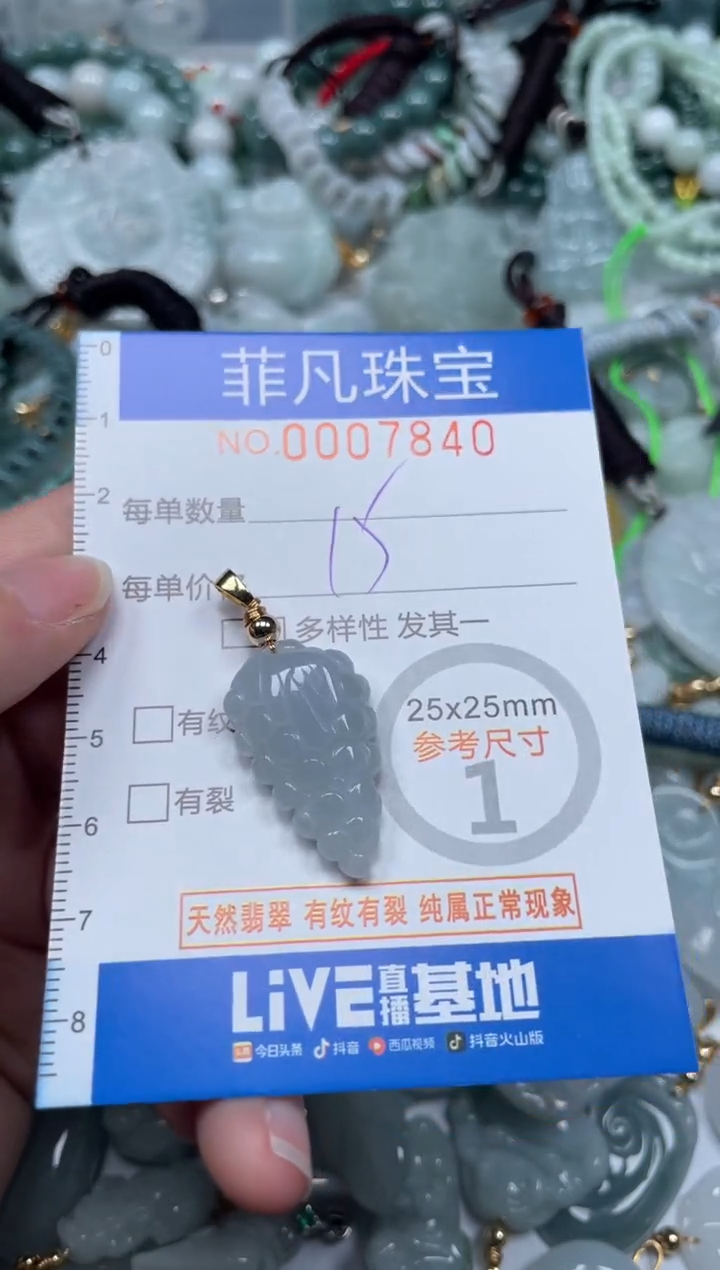 菲凡珠宝
NO.0007840
每单数量
每单价
15
多样性 发其一
有纹
25x25mm
参考尺寸
1
有裂
天然翡翠 有纹有裂 纯属正常现象
LIVE直播基地
今日头条 抖音 西瓜视频 抖音火山版
0
1
2
4
5
6
7
8